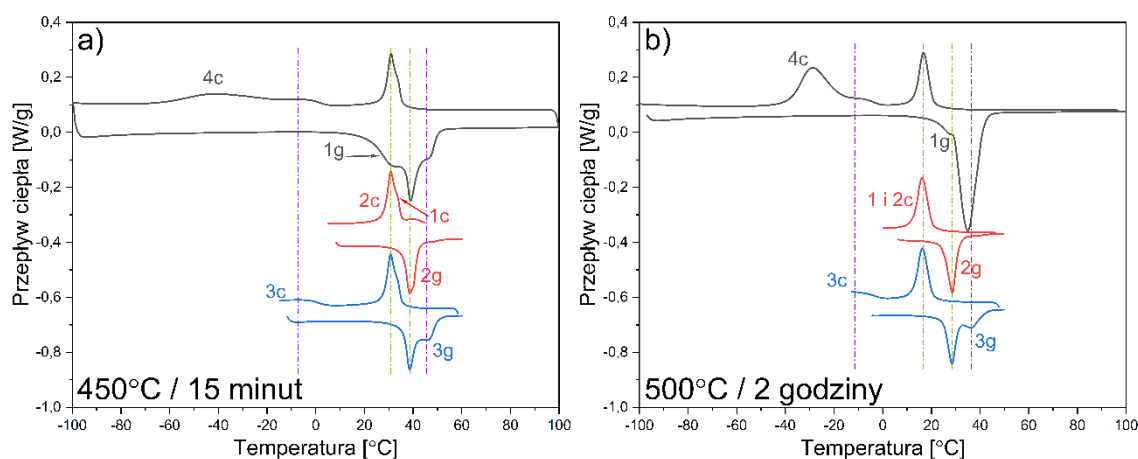 a)
0,4
0,2
0,0
-0,2
-0,4
-0,6
-0,8
-1,0
Przepływ ciepła [W/g]
4c
1g
2c
1c
2g
3c
3g
450°C / 15 minut
-100 -80 -60 -40 -20 0 20 40 60 80 100
Temperatura [°C]
b)
0,4
0,2
0,0
-0,2
-0,4
-0,6
-0,8
-1,0
Przepływ ciepła [W/g]
4c
1g
1 i 2c
2g
3c
3g
500°C / 2 godziny
-100 -80 -60 -40 -20 0 20 40 60 80 100
Temperatura [°C]